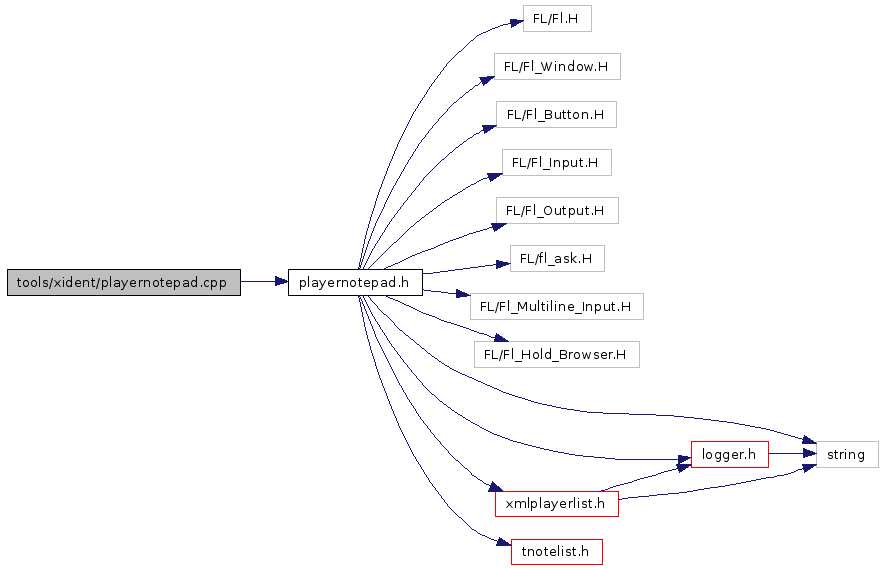 FL/Fl.H
FL/Fl_Window.H
FL/Fl_Button.H
FL/Fl_Input.H
FL/Fl_Output.H
FL/fl_ask.H
tools/xident/playernotepad.cpp
playernotepad.h
FL/Fl_Multiline_Input.H
FL/Fl_Hold_Browser.H
logger.h
string
xmlplayerlist.h
tnotelist.h